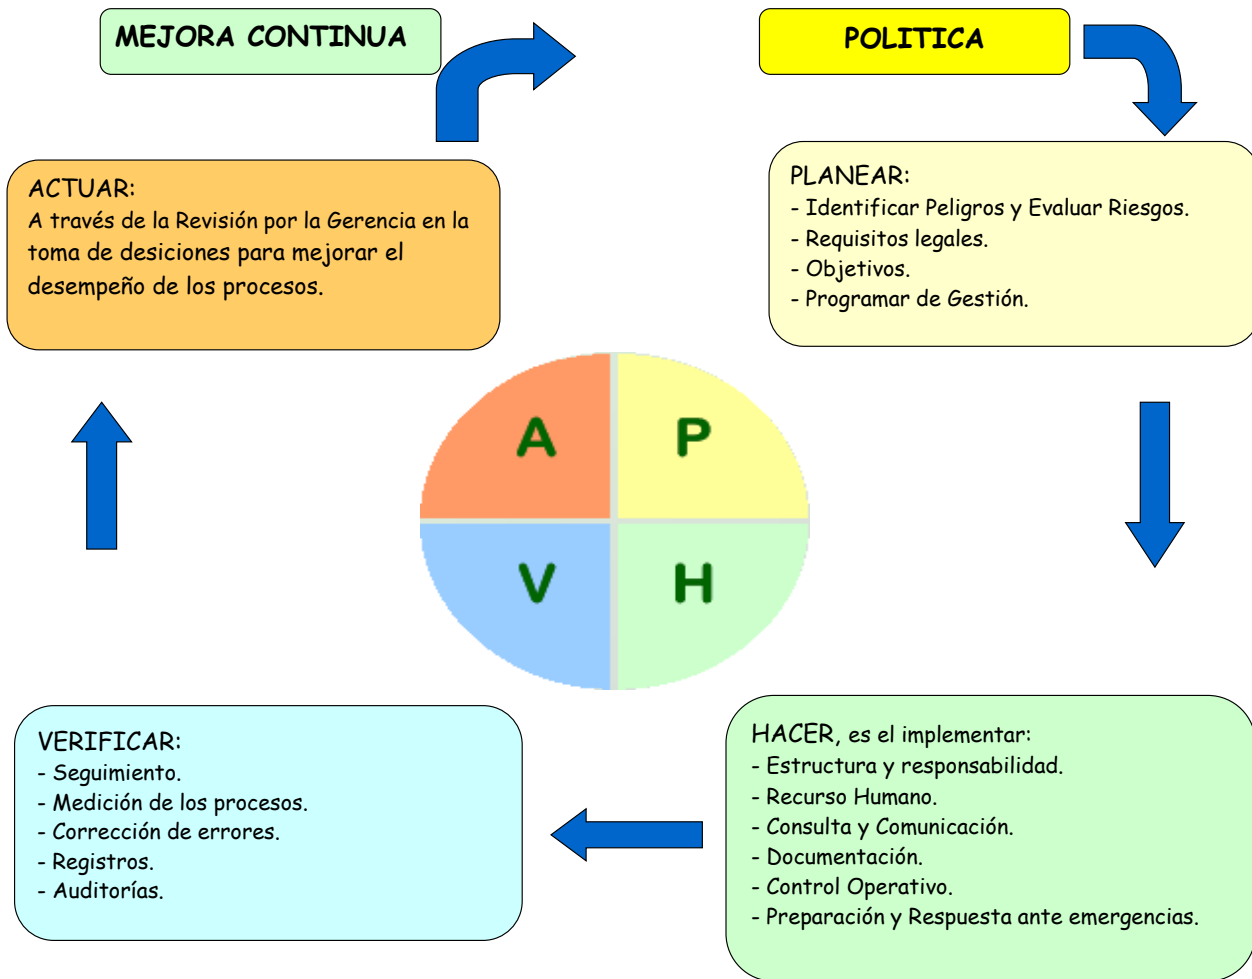 MEJORA CONTINUA
POLITICA
ACTUAR:
A través de la Revisión por la Gerencia en la
toma de desiciones para mejorar el
desempeño de los procesos.
PLANEAR:
- Identificar Peligros y Evaluar Riesgos.
- Requisitos legales.
- Objetivos.
- Programar de Gestión.
A
P
V
H
VERIFICAR:
- Seguimiento.
- Medición de los procesos.
- Corrección de errores.
- Registros.
- Auditorías.
HACER, es el implementar:
- Estructura y responsabilidad.
- Recurso Humano.
- Consulta y Comunicación.
- Documentación.
- Control Operativo.
- Preparación y Respuesta ante emergencias.